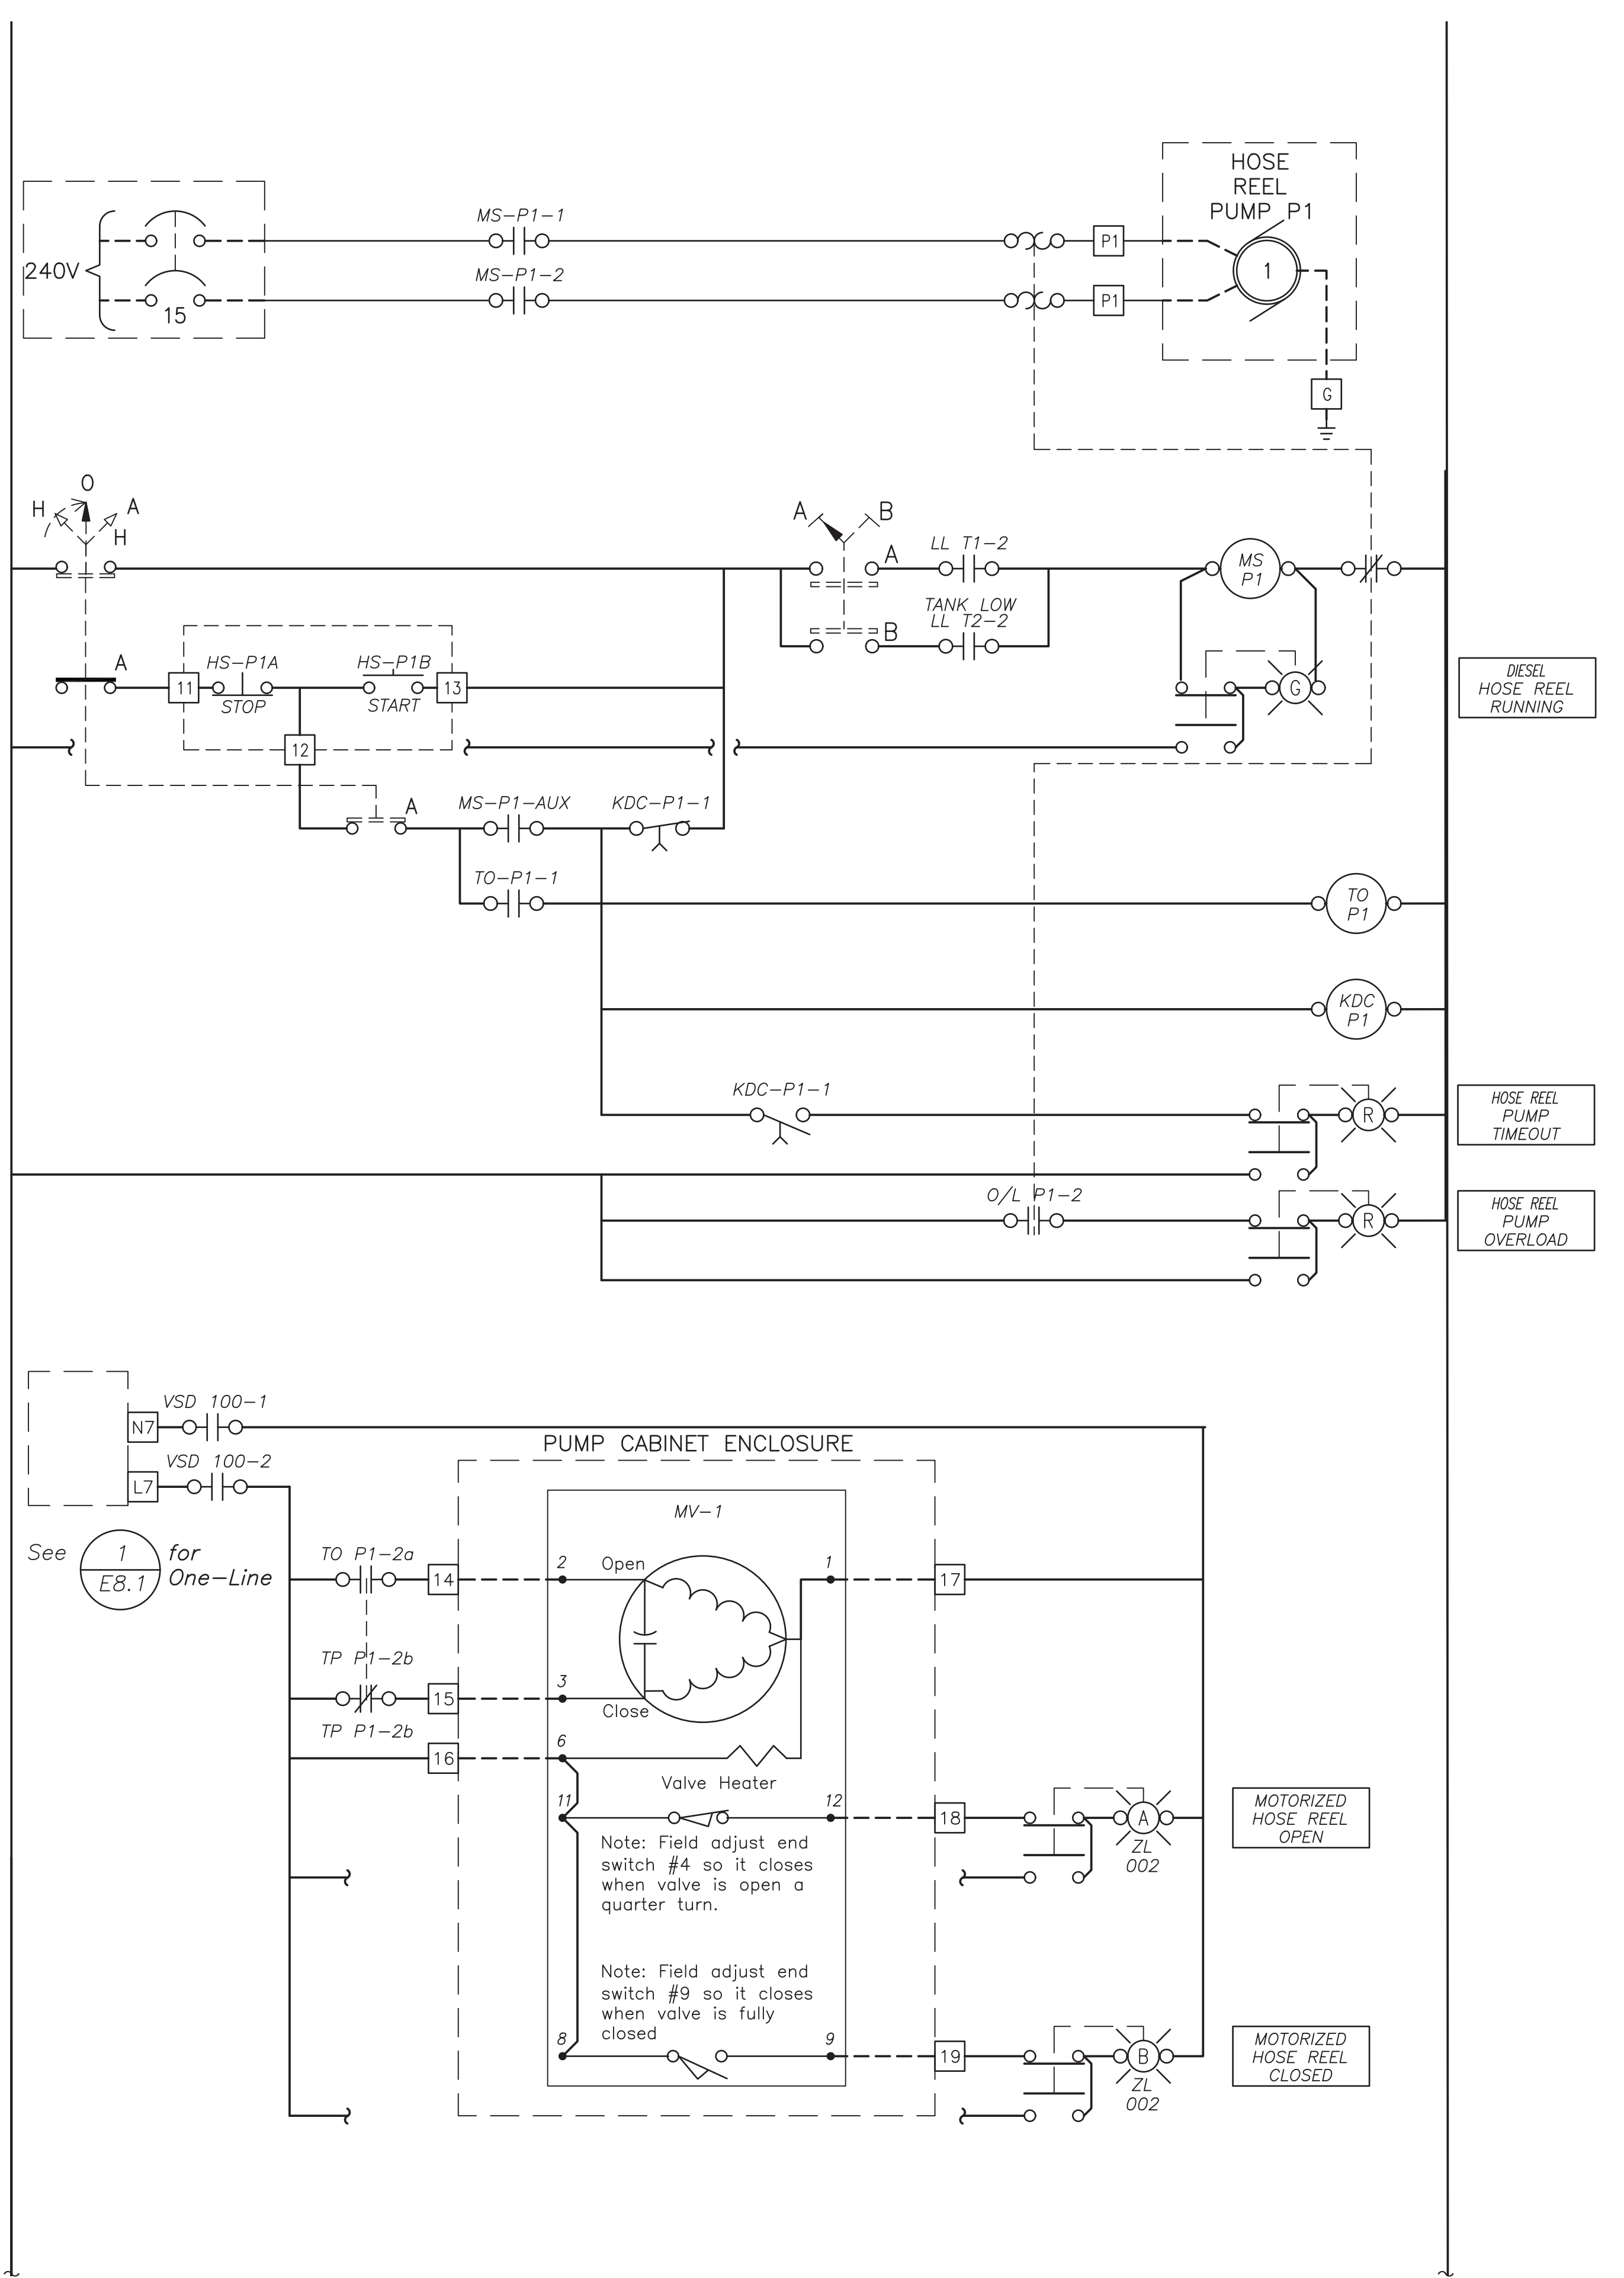 HOSE
REEL
PUMP P1
MS-P1-1
P1
240V
MS-P1-2
1
P1
15
G
O
H
A
H
A
B
A
LL T1-2
MS
P1
TANK LOW
LL T2-2
B
A
11
HS-P1A
STOP
HS-P1B
START
13
G
DIESEL
HOSE REEL
RUNNING
12
A
MS-P1-AUX
KDC-P1-1
TO-P1-1
TO
P1
KDC
P1
KDC-P1-1
R
HOSE REEL
PUMP
TIMEOUT
O/L P1-2
R
HOSE REEL
PUMP
OVERLOAD
VSD 100-1
N7
PUMP CABINET ENCLOSURE
VSD 100-2
L7
MV-1
See
1
E8.1
for
One-Line
TO P1-2a
14
2
Open
1
17
TP P1-2b
15
3
Close
TP P1-2b
16
6
Valve Heater
11
12
18
A
ZL
002
MOTORIZED
HOSE REEL
OPEN
Note: Field adjust end
switch #4 so it closes
when valve is open a
quarter turn.
Note: Field adjust end
switch #9 so it closes
when valve is fully
closed
8
9
19
B
ZL
002
MOTORIZED
HOSE REEL
CLOSED